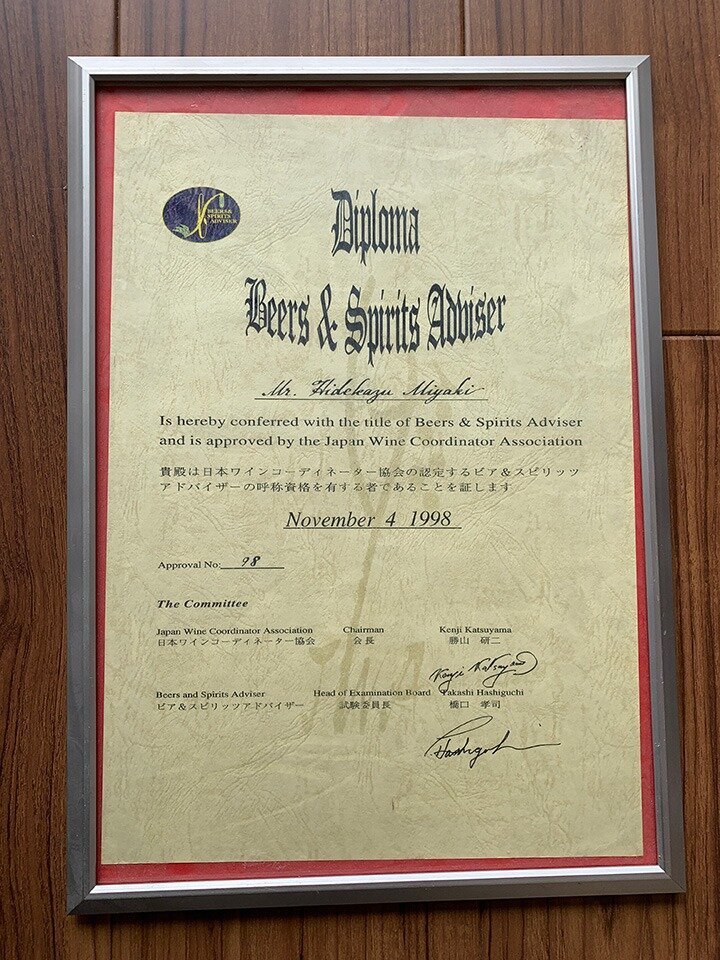 BEERS &
SPIRITS
ADVISER
Diploma
Beers & Spirits Adviser
Mr. Hidekazu Miyaki
Is hereby conferred with the title of Beers & Spirits Adviser
and is approved by the Japan Wine Coordinator Association
貴殿は日本ワインコーディネーター協会の認定するビア&スピリッツ
アドバイザーの呼称資格を有する者であることを証します
November 4 1998
Approval No: 98
The Committee
Japan Wine Coordinator Association Chairman Kenji Katsuyama
日本ワインコーディネーター協会 会長 勝山 研二
Kenji Katsuyama
Beers and Spirits Adviser Head of Examination Board Takashi Hashiguchi
ビア&スピリッツアドバイザー 試験委員長 橋口 孝司